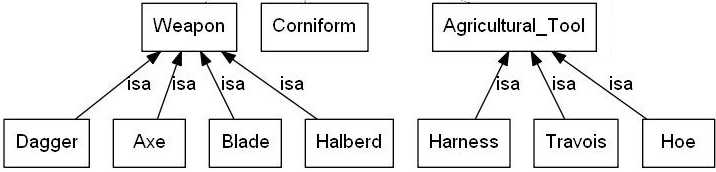 Weapon Corniform Agricultural_Tool
isa isa isa isa isa isa isa
Dagger Axe Blade Halberd Harness Travois Hoe